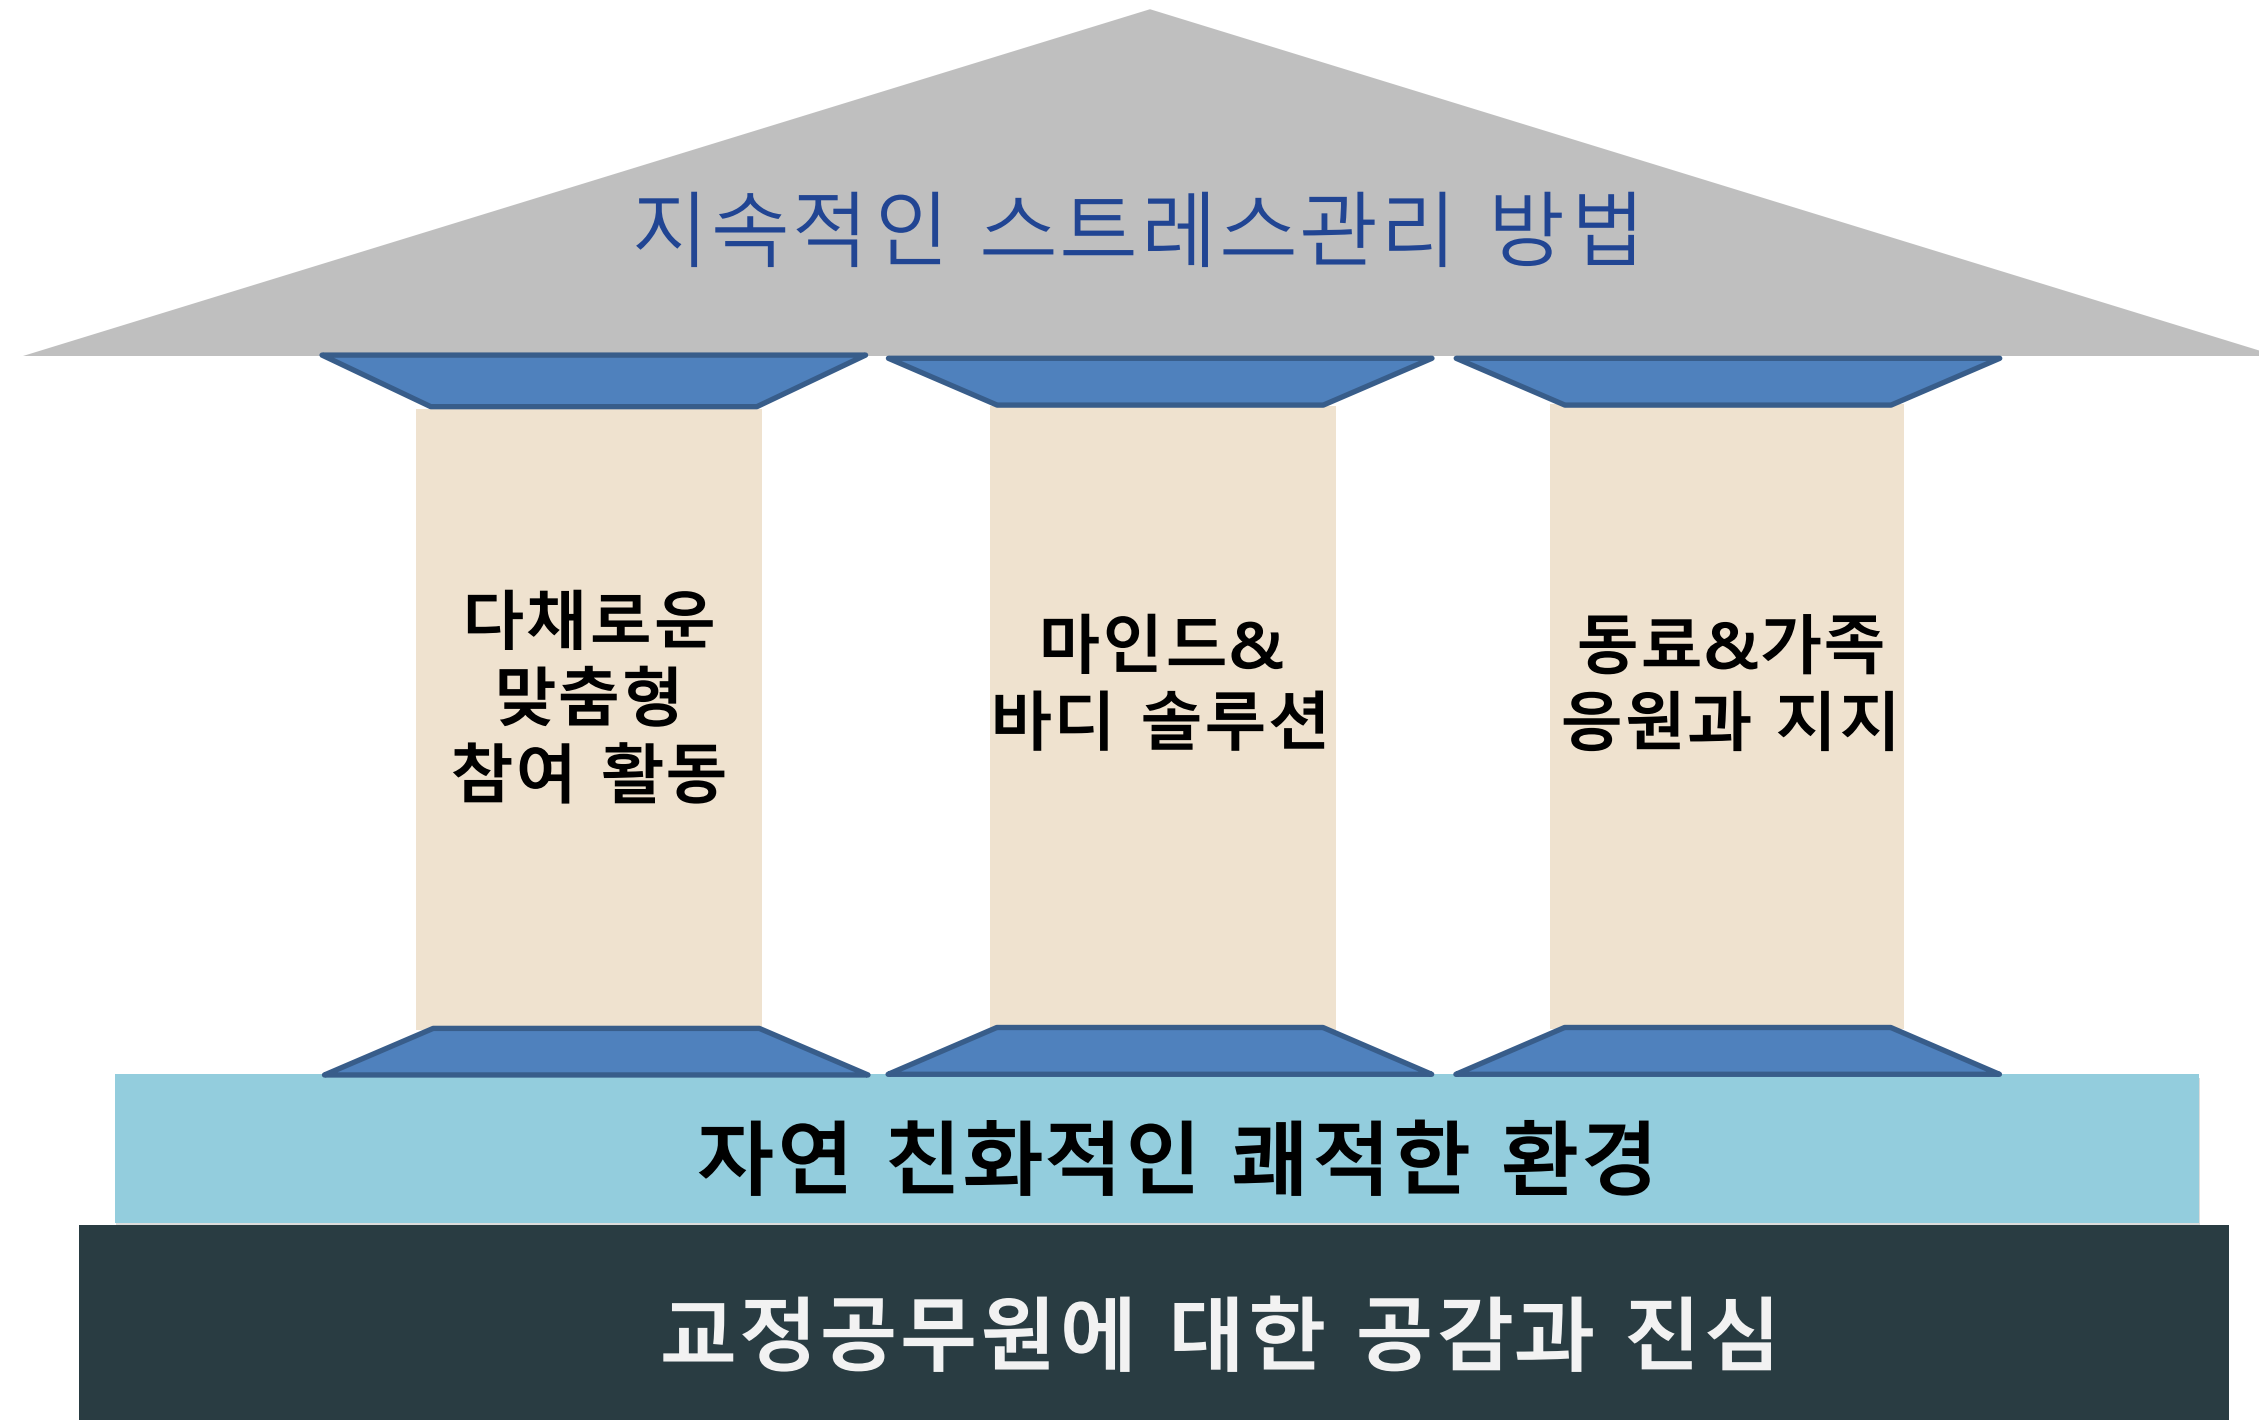 지속적인 스트레스관리 방법
다채로운
맞춤형
참여 활동
마인드&
바디 솔루션
동료&가족
응원과 지지
자연 친화적인 쾌적한 환경
교정공무원에 대한 공감과 진심